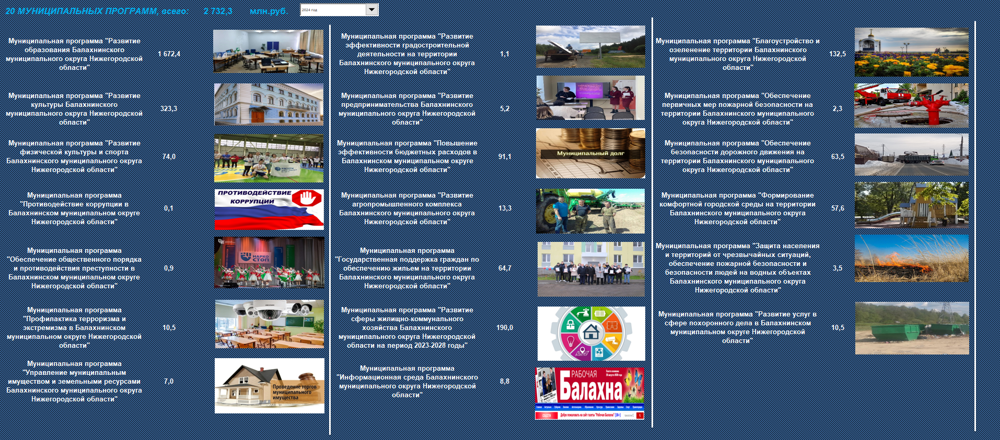 20 МУНИЦИПАЛЬНЫХ ПРОГРАММ, всего: 2 732,3 млн.руб. 2024 год
Муниципальная программа "Развитие
образования Балахнинского
муниципального округа Нижегородской
области"
1 672,4
Муниципальная программа "Развитие
культуры Балахнинского
муниципального округа Нижегородской
области"
323,3
Муниципальная программа "Развитие
физической культуры и спорта
Балахнинского муниципального округа
Нижегородской области"
74,0
РОССЕТИ
Муниципальная программа
"Противодействие коррупции в
Балахнинском муниципальном округе
Нижегородской области"
0,1
ПРОТИВОДЕЙСТВИЕ
КОРРУПЦИИ
Муниципальная программа
"Обеспечение общественного порядка
и противодействия преступности в
Балахнинском муниципальном округе
Нижегородской области"
0,9
НАРКО
СТОП
Муниципальная программа
"Профилактика терроризма и
экстремизма в Балахнинском
муниципальном округе Нижегородской
области"
10,5
Муниципальная программа
"Управление муниципальным
имуществом и земельными ресурсами
Балахнинского муниципального округа
Нижегородской области"
7,0
Проведение торгов
муниципального
имущества
Муниципальная программа "Развитие
эффективности градостроительной
деятельности на территории
Балахнинского муниципального округа
Нижегородской области"
1,1
Муниципальная программа "Развитие
предпринимательства Балахнинского
муниципального округа Нижегородской
области"
5,2
Муниципальная программа "Повышение
эффективности бюджетных расходов в
Балахнинском муниципальном округе
Нижегородской области"
91,1
Муниципальный долг
Муниципальная программа "Развитие
агропромышленного комплекса
Балахнинского муниципального округа
Нижегородской области"
13,3
Муниципальная программа
"Государственная поддержка граждан по
обеспечению жильем на территории
Балахнинского муниципального округа
Нижегородской области"
64,7
Муниципальная программа "Развитие
сферы жилищно-коммунального
хозяйства Балахнинского
муниципального округа Нижегородской
области на период 2023-2028 годы"
190,0
Муниципальная программа
"Информационная среда Балахнинского
муниципального округа Нижегородской
области"
8,8
РАБОЧАЯ
Балахна
Добро пожаловать на сайт газеты "Рабочая Балахна" (16+)
Муниципальная программа "Благоустройство и
озеленение территории Балахнинского
муниципального округа Нижегородской
области"
132,5
Муниципальная программа "Обеспечение
первичных мер пожарной безопасности на
территории Балахнинского муниципального
округа Нижегородской области"
2,3
Муниципальная программа "Обеспечение
безопасности дорожного движения на
территории Балахнинского муниципального
округа Нижегородской области"
63,5
Муниципальная программа "Формирование
комфортной городской среды на территории
Балахнинского муниципального округа
Нижегородской области"
57,6
Муниципальная программа "Защита населения
и территорий от чрезвычайных ситуаций,
обеспечение пожарной безопасности и
безопасности людей на водных объектах
Балахнинского муниципального округа
Нижегородской области"
3,5
Муниципальная программа "Развитие услуг в
сфере похоронного дела в Балахнинском
муниципальном округе Нижегородской
области"
10,5